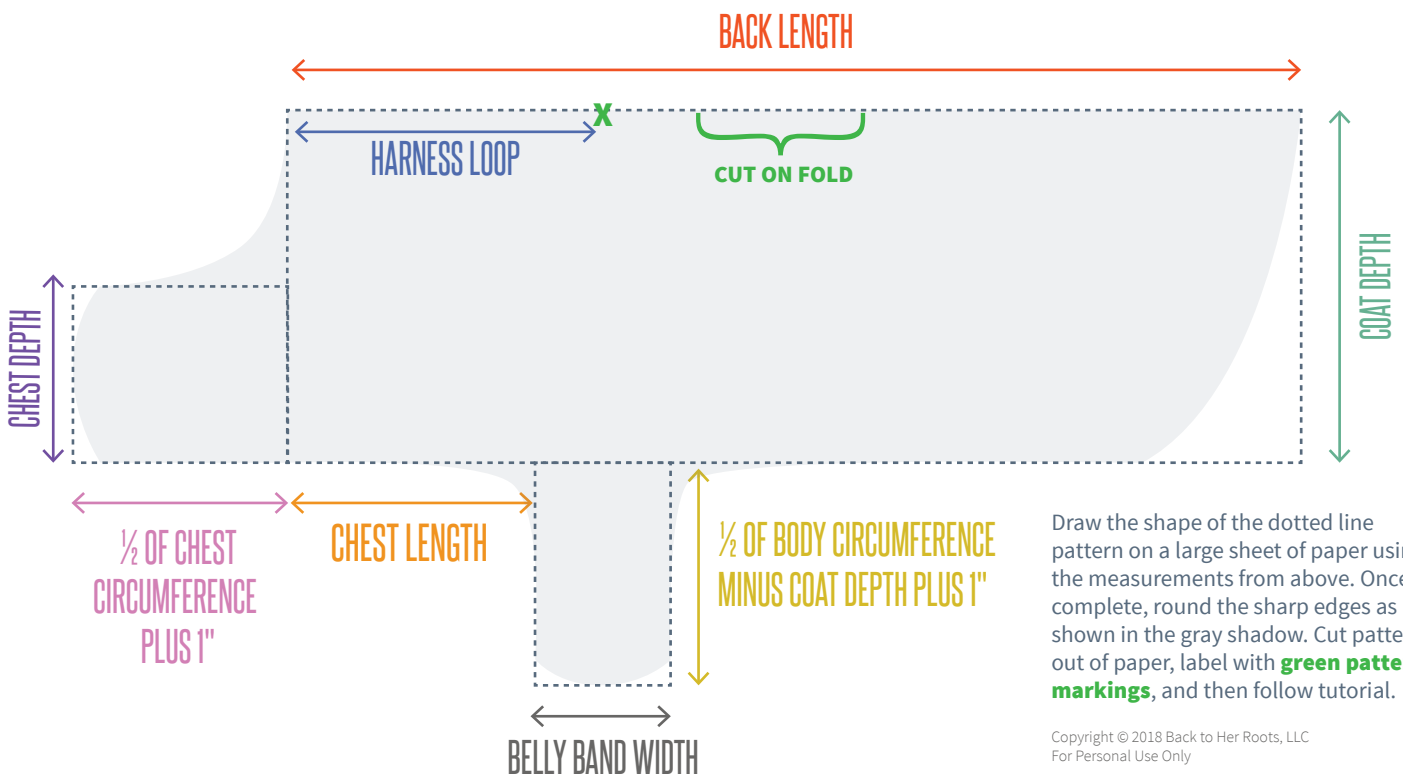 BACK LENGTH
X
HARNESS LOOP
CUT ON FOLD
COAT DEPTH
CHEST DEPTH
½ OF CHEST
CIRCUMFERENCE
PLUS 1"
CHEST LENGTH
½ OF BODY CIRCUMFERENCE
MINUS COAT DEPTH PLUS 1"
BELLY BAND WIDTH
Draw the shape of the dotted line
pattern on a large sheet of paper usin
the measurements from above. Once
complete, round the sharp edges as
shown in the gray shadow. Cut patte
out of paper, label with green patte
markings, and then follow tutorial.
Copyright © 2018 Back to Her Roots, LLC
For Personal Use Only